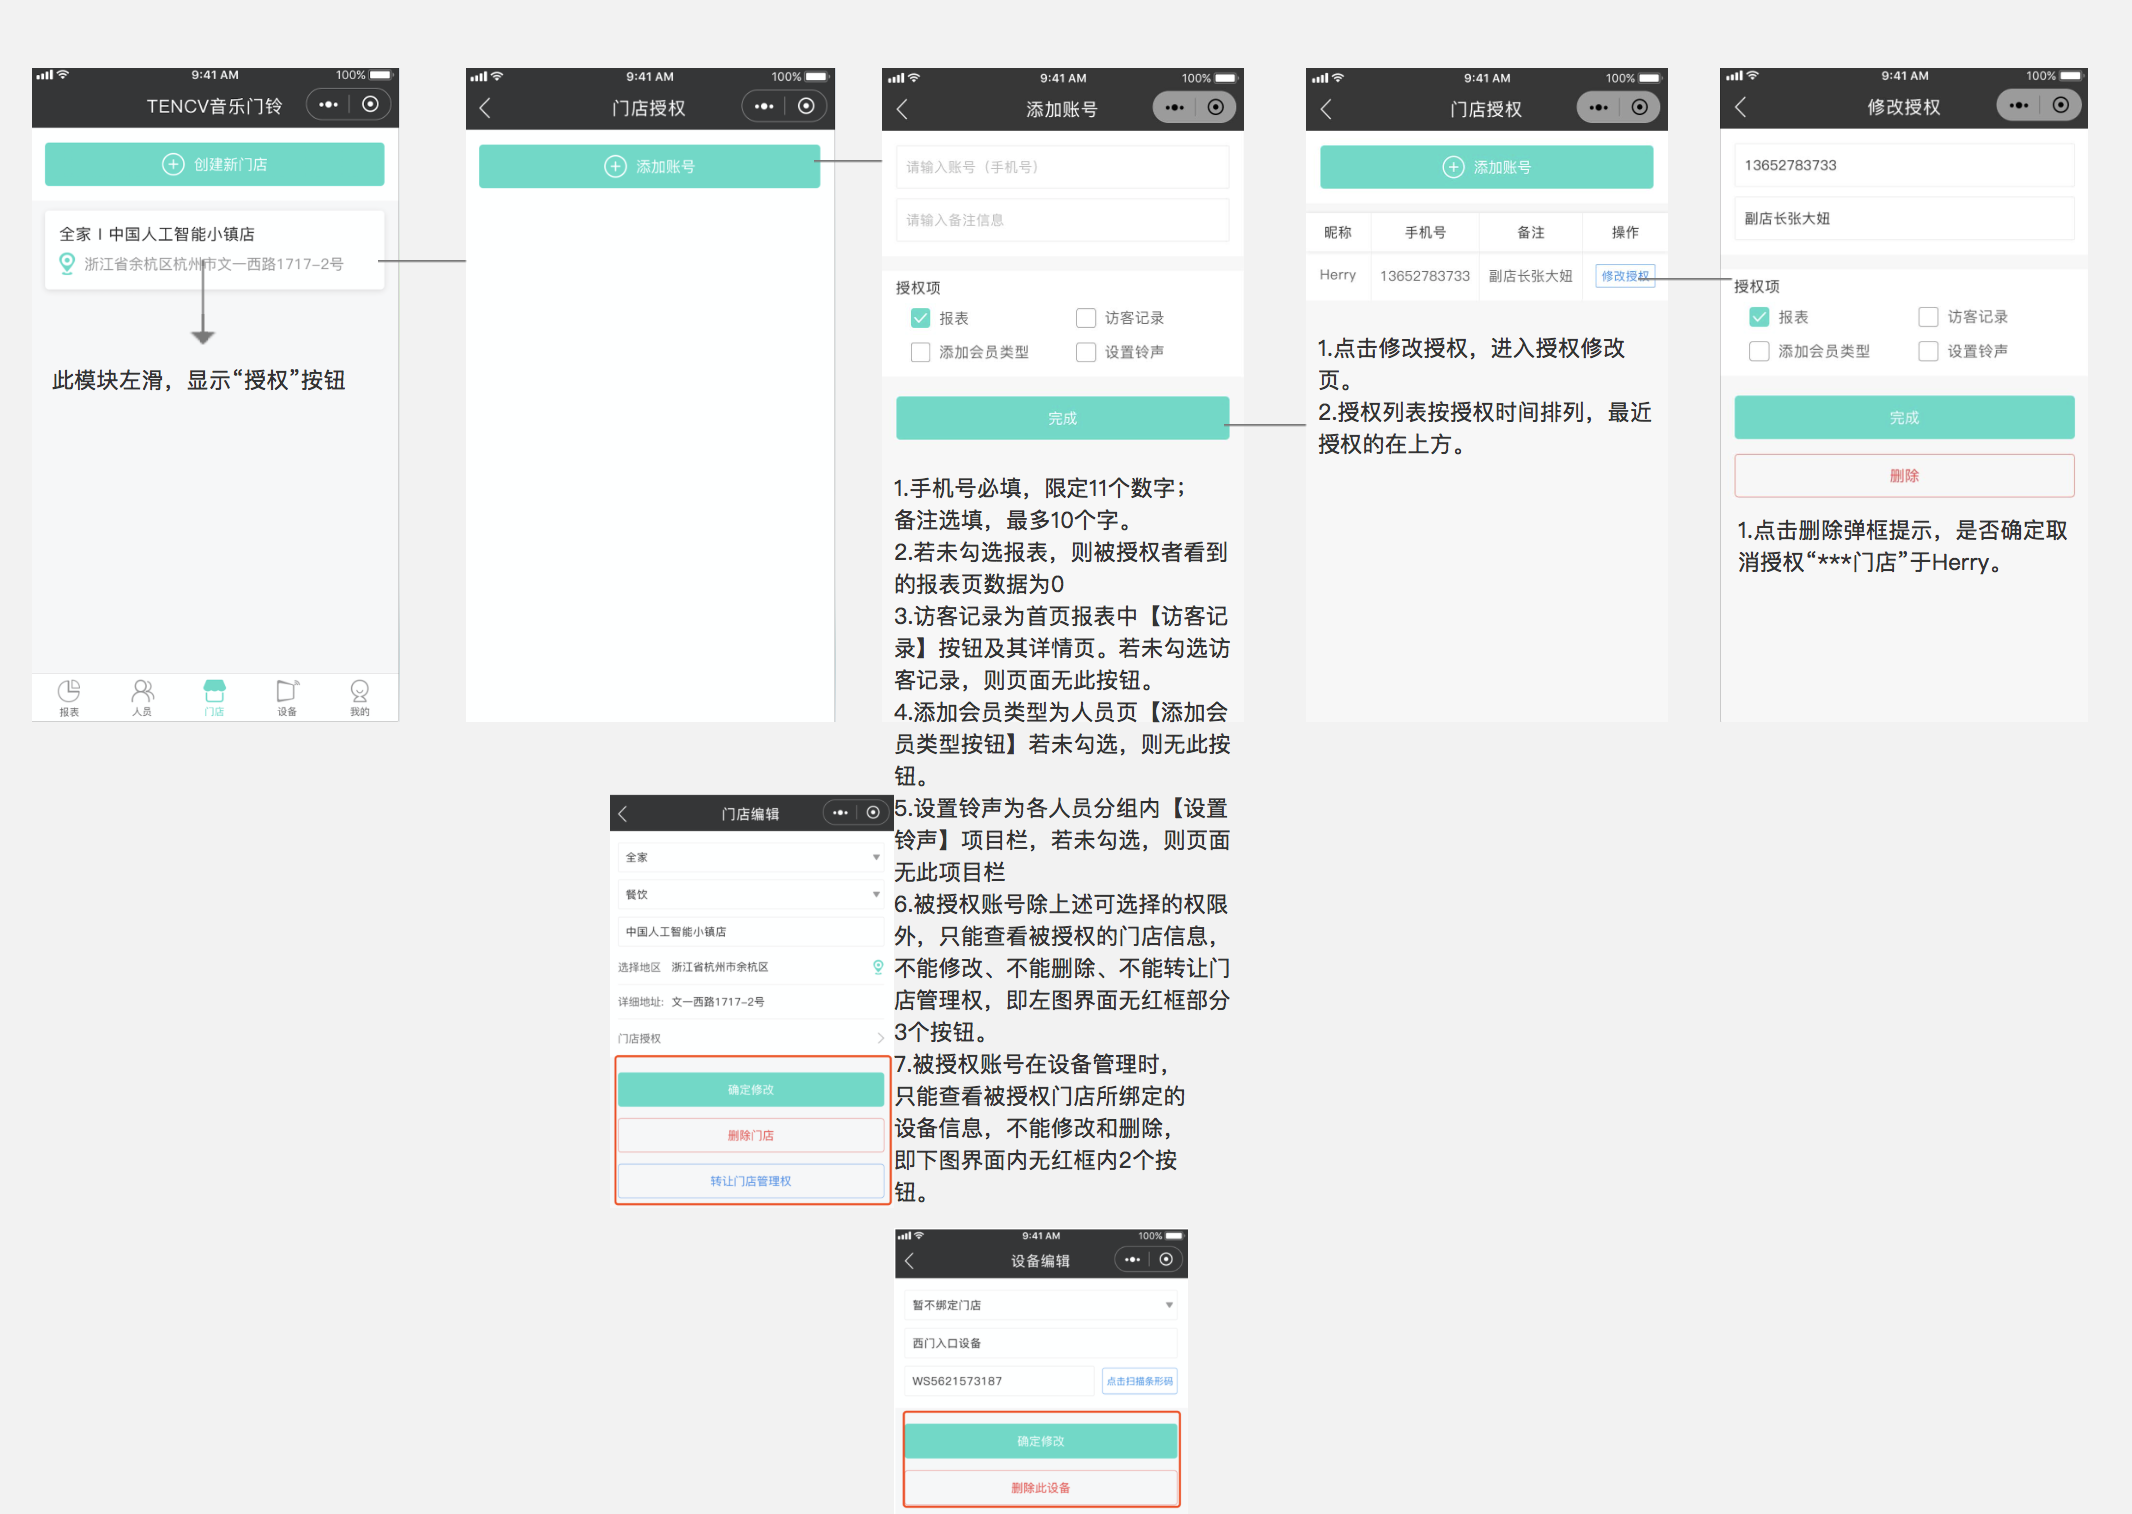 9:41 AM
100%
TENCV音乐门铃
创建新门店
全家 | 中国人工智能小镇店
浙江省余杭区杭州市文一西路1717-2号
此模块左滑，显示“授权”按钮
报表
人员
门店
设备
我的
9:41 AM
100%
门店授权
添加账号
9:41 AM
100%
添加账号
请输入账号（手机号）
请输入备注信息
授权项
报表
访客记录
添加会员类型
设置铃声
完成
1.手机号必填，限定11个数字；
备注选填，最多10个字。
2.若未勾选报表，则被授权者看到
的报表页数据为0
3.访客记录为首页报表中【访客记
录】按钮及其详情页。若未勾选访
客记录，则页面无此按钮。
4.添加会员类型为人员页【添加会
员类型按钮】若未勾选，则无此按
钮。
5.设置铃声为各人员分组内【设置
铃声】项目栏，若未勾选，则页面
无此项目栏
6.被授权账号除上述可选择的权限
外，只能查看被授权的门店信息，
不能修改、不能删除、不能转让门
店管理权，即左图界面无红框部分
3个按钮。
7.被授权账号在设备管理时，
只能查看被授权门店所绑定的
设备信息，不能修改和删除，
即下图界面内无红框内2个按
钮。
9:41 AM
100%
门店授权
添加账号
昵称 手机号 备注 操作
Herry 13652783733 副店长张大妞 修改授权
1.点击修改授权，进入授权修改
页。
2.授权列表按授权时间排列，最近
授权的在上方。
9:41 AM
100%
修改授权
13652783733
副店长张大妞
授权项
报表
访客记录
添加会员类型
设置铃声
完成
删除
1.点击删除弹框提示，是否确定取
消授权“***门店”于Herry。
门店编辑
全家
餐饮
中国人工智能小镇店
选择地区 浙江省杭州市余杭区
详细地址: 文一西路1717-2号
门店授权
确定修改
删除门店
转让门店管理权
9:41 AM
100%
设备编辑
暂不绑定门店
西门入口设备
WS5621573187
点击扫描条形码
确定修改
删除此设备